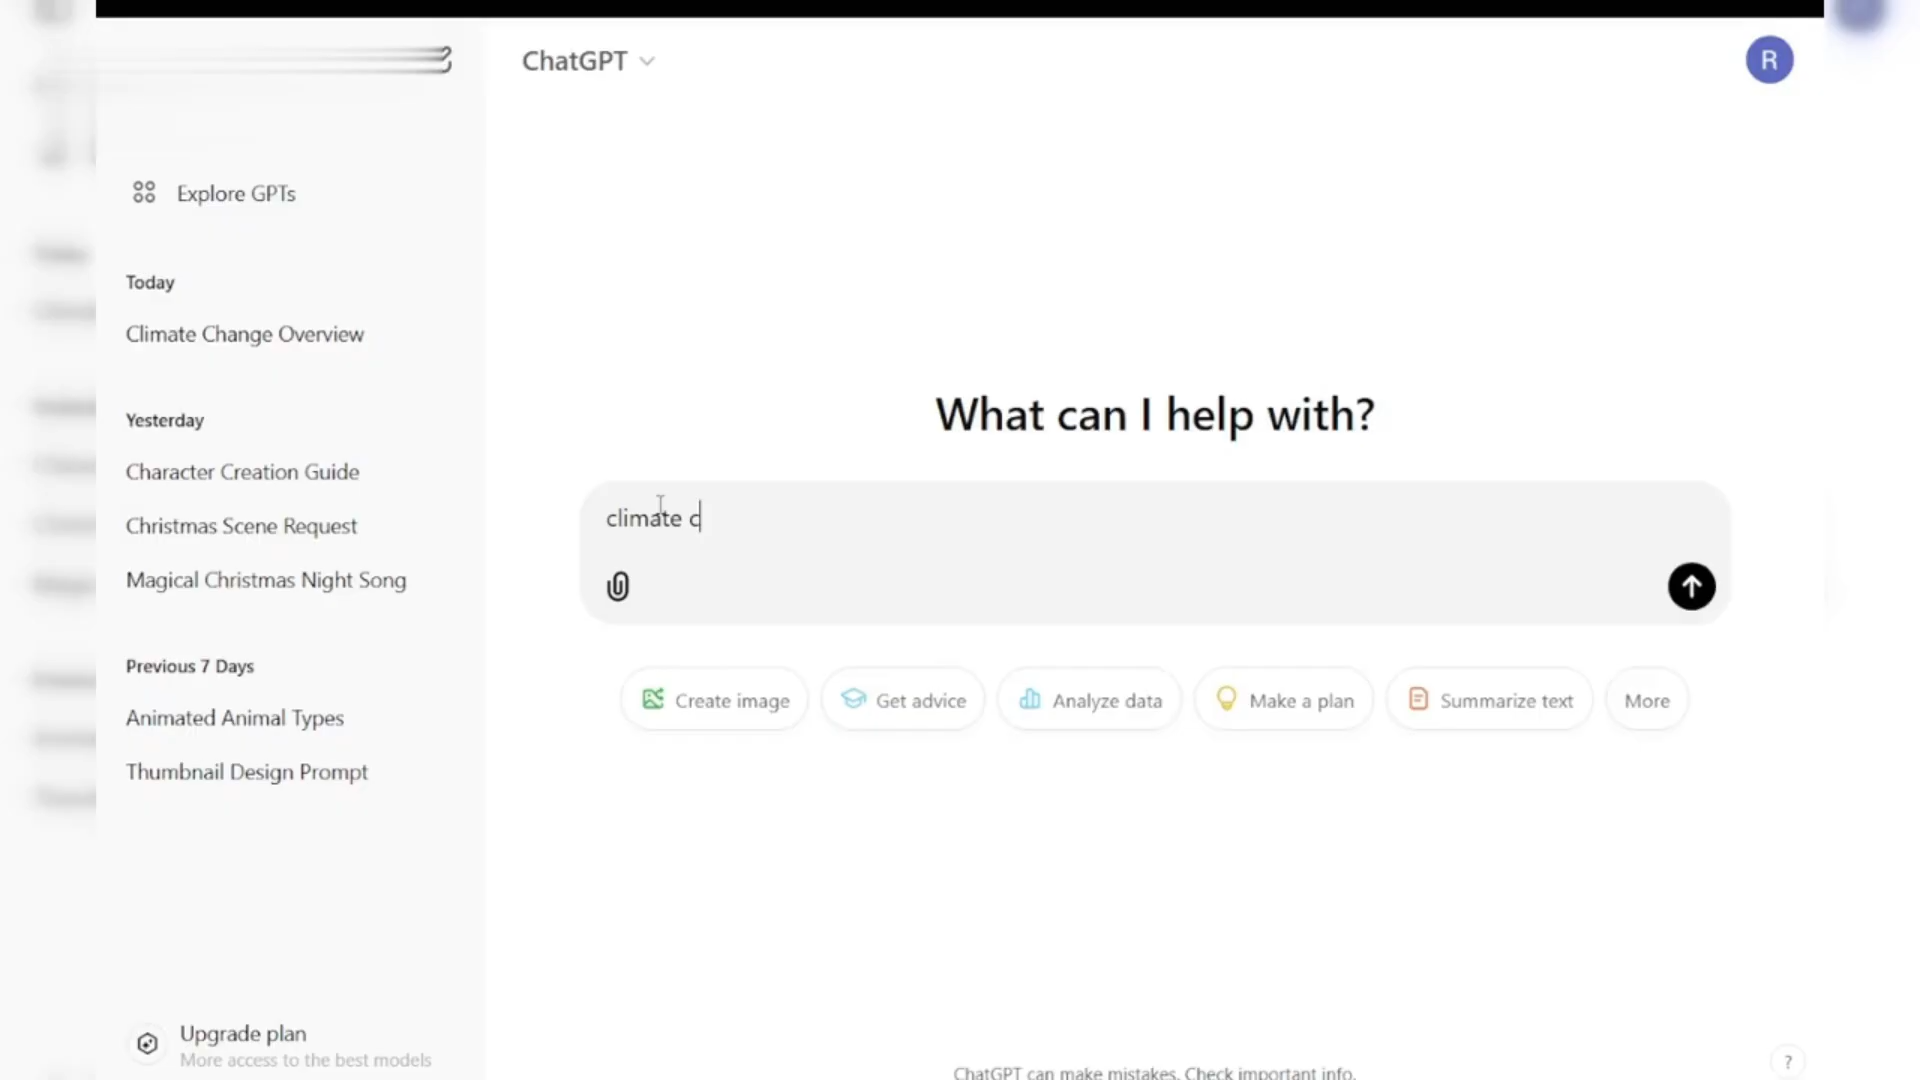 ChatGPT
R
Explore GPTs
Today
Climate Change Overview
Yesterday
Character Creation Guide
Christmas Scene Request
Magical Christmas Night Song
Previous 7 Days
Animated Animal Types
Thumbnail Design Prompt
Upgrade plan
More access to the best models
What can I help with?
climate c
Create image
Get advice
Analyze data
Make a plan
Summarize text
More
ChatGPT can make mistakes. Check important info.
?